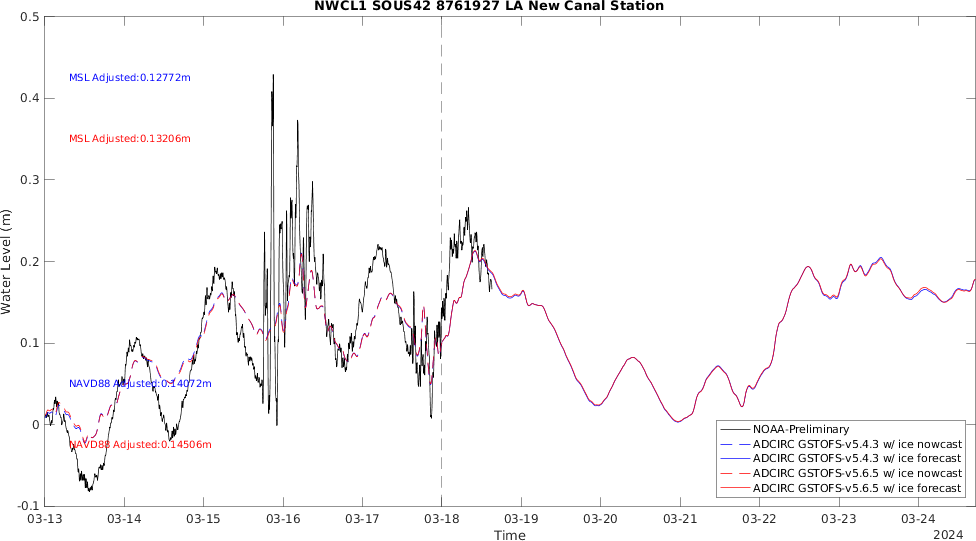 NWCL1 SOUS42 8761927 LA New Canal Station
Water Level (m)
0.5
0.4
0.3
0.2
0.1
0
-0.1
MSL Adjusted:0.12772m
MSL Adjusted:0.13206m
NAVD88 Adjusted:0.14072m
NAVD88 Adjusted:0.14506m
NOAA-Preliminary
ADCIRC GSTOFS-v5.4.3 w/ ice nowcast
ADCIRC GSTOFS-v5.4.3 w/ ice forecast
ADCIRC GSTOFS-v5.6.5 w/ ice nowcast
ADCIRC GSTOFS-v5.6.5 w/ ice forecast
03-13 03-14 03-15 03-16 03-17 03-18 03-19 03-20 03-21 03-22 03-23 03-24
Time
2024